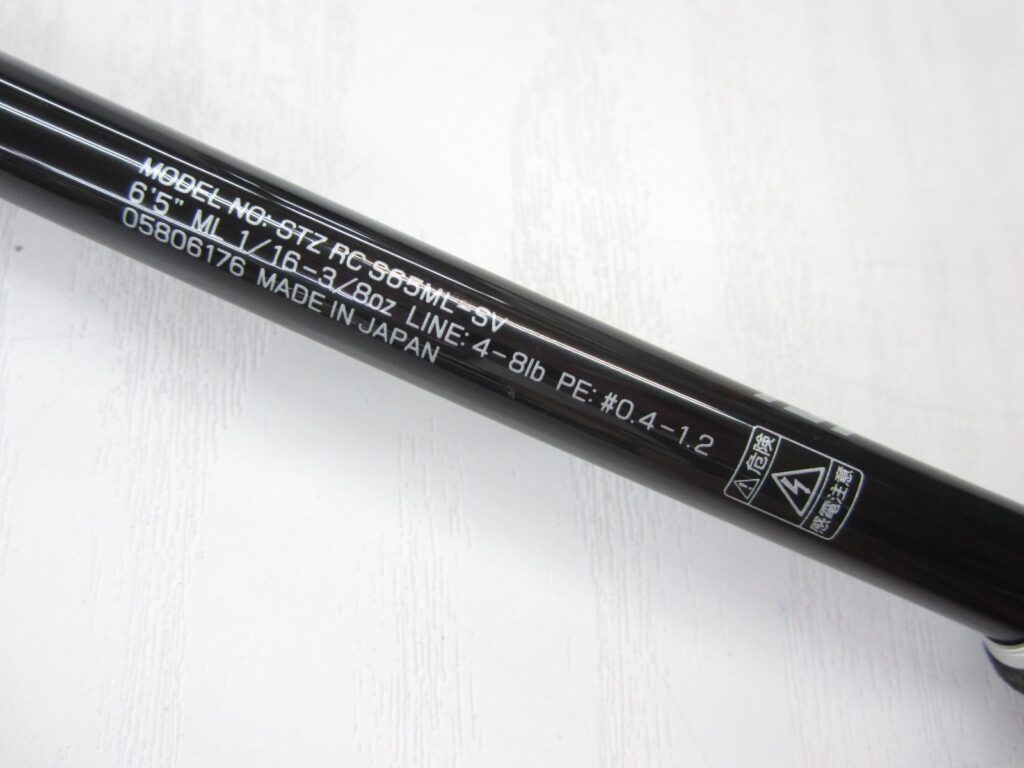 MODEL NO: STZ RC S65ML-SV
6'5" ML 1/16-3/8oz LINE: 4-8lb PE: #0.4-1.2
05806176 MADE IN JAPAN
危険
感電注意